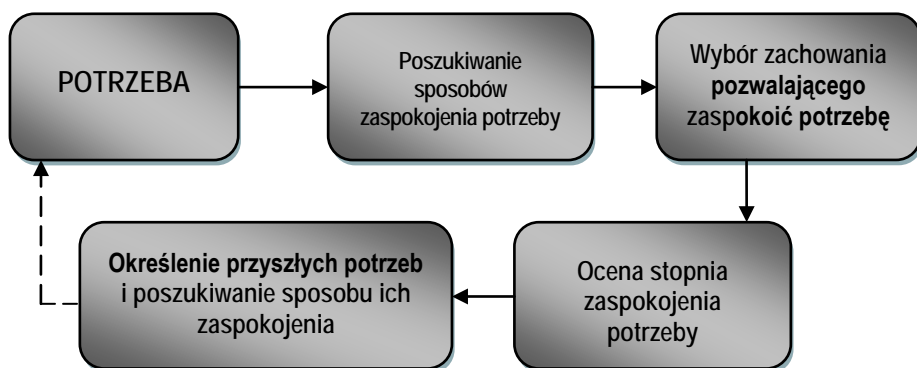 POTRZEBA
Poszukiwanie
sposobów
zaspokojenia potrzeby
Wybór zachowania
pozwalającego
zaspokoić potrzebę
Ocena stopnia
zaspokojenia
potrzeby
Określenie przyszłych potrzeb
i poszukiwanie sposobu ich
zaspokojenia